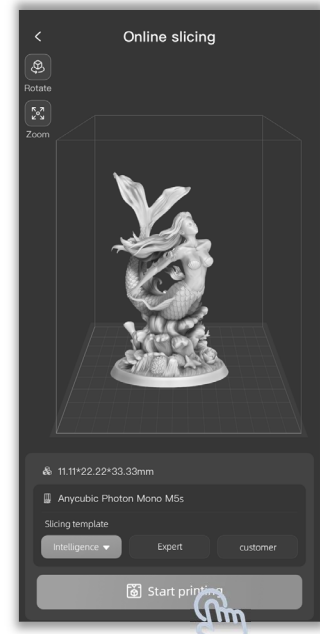 Online slicing
Rotate
Zoom
11.11*22.22*33.33mm
Anycubic Photon Mono M5s
Slicing template
Intelligence Expert customer
Start printing